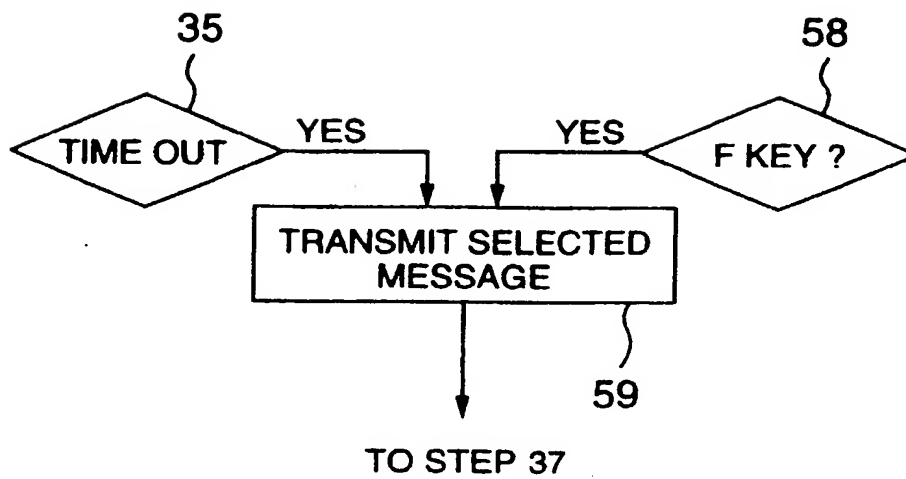 35
58
TIME OUT
YES
YES
F KEY ?
TRANSMIT SELECTED
MESSAGE
59
TO STEP 37